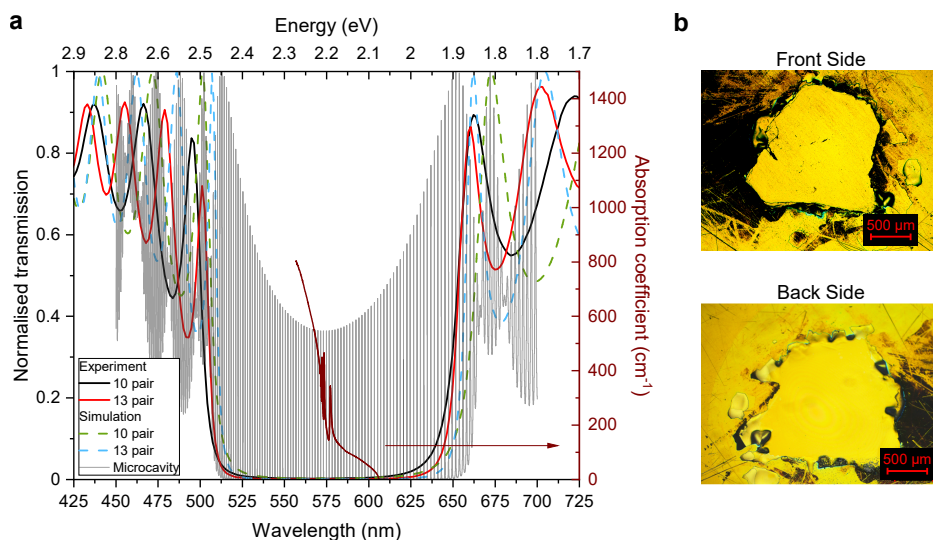 a
Energy (eV)
2.9 2.8 2.6 2.5 2.4 2.3 2.2 2.1 2 1.9 1.8 1.8 1.7
Normalised transmission
1
0.8
0.6
0.4
0.2
0
Experiment
10 pair
13 pair
Simulation
10 pair
13 pair
Microcavity
425 450 475 500 525 550 575 600 625 650 675 700 725
Wavelength (nm)
1400
1200
1000
800
600
400
200
0
Absorption coefficient (cm⁻¹)
b
Front Side
500 µm
Back Side
500 µm